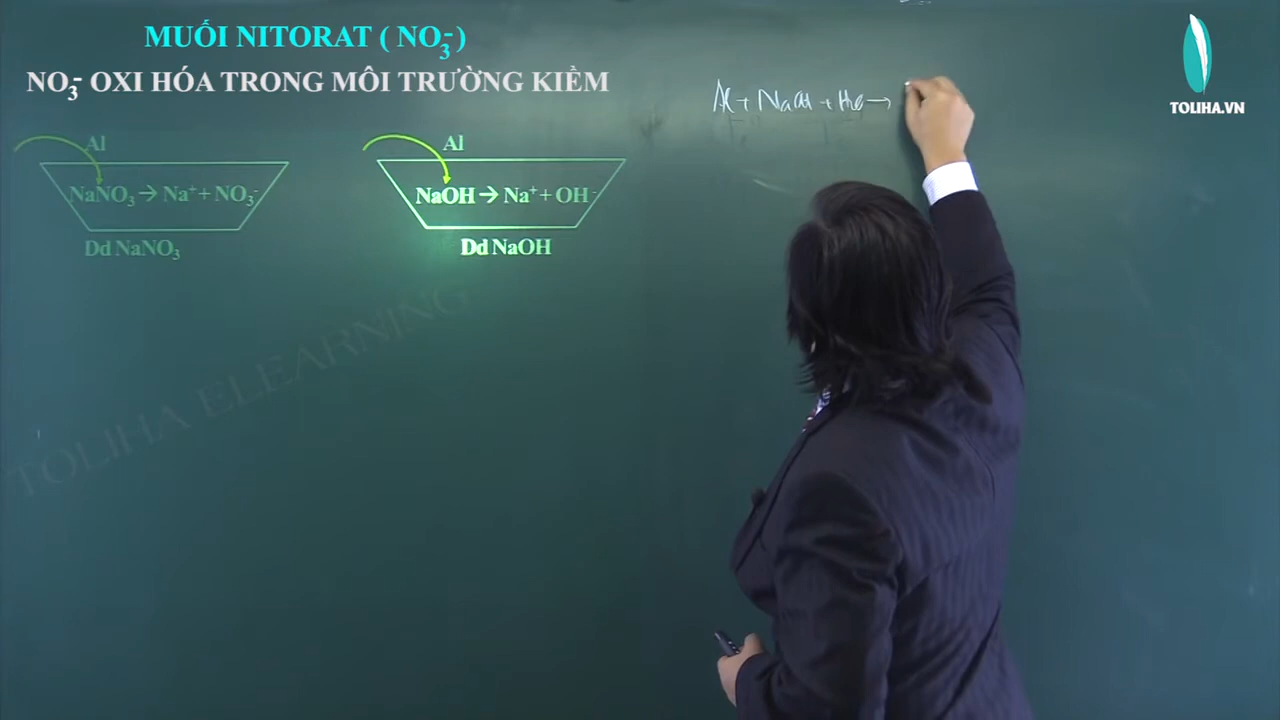 MUỐI NITORAT ( NO₃⁻ )
NO₃⁻ OXI HÓA TRONG MÔI TRƯỜNG KIỀM
TOLIHA.VN
Al + NaOH + H₂O →
Al
NaNO₃ → Na⁺ + NO₃⁻
Dd NaNO₃
Al
NaOH → Na⁺ + OH⁻
Dd NaOH
TOLIHA ELEARNING